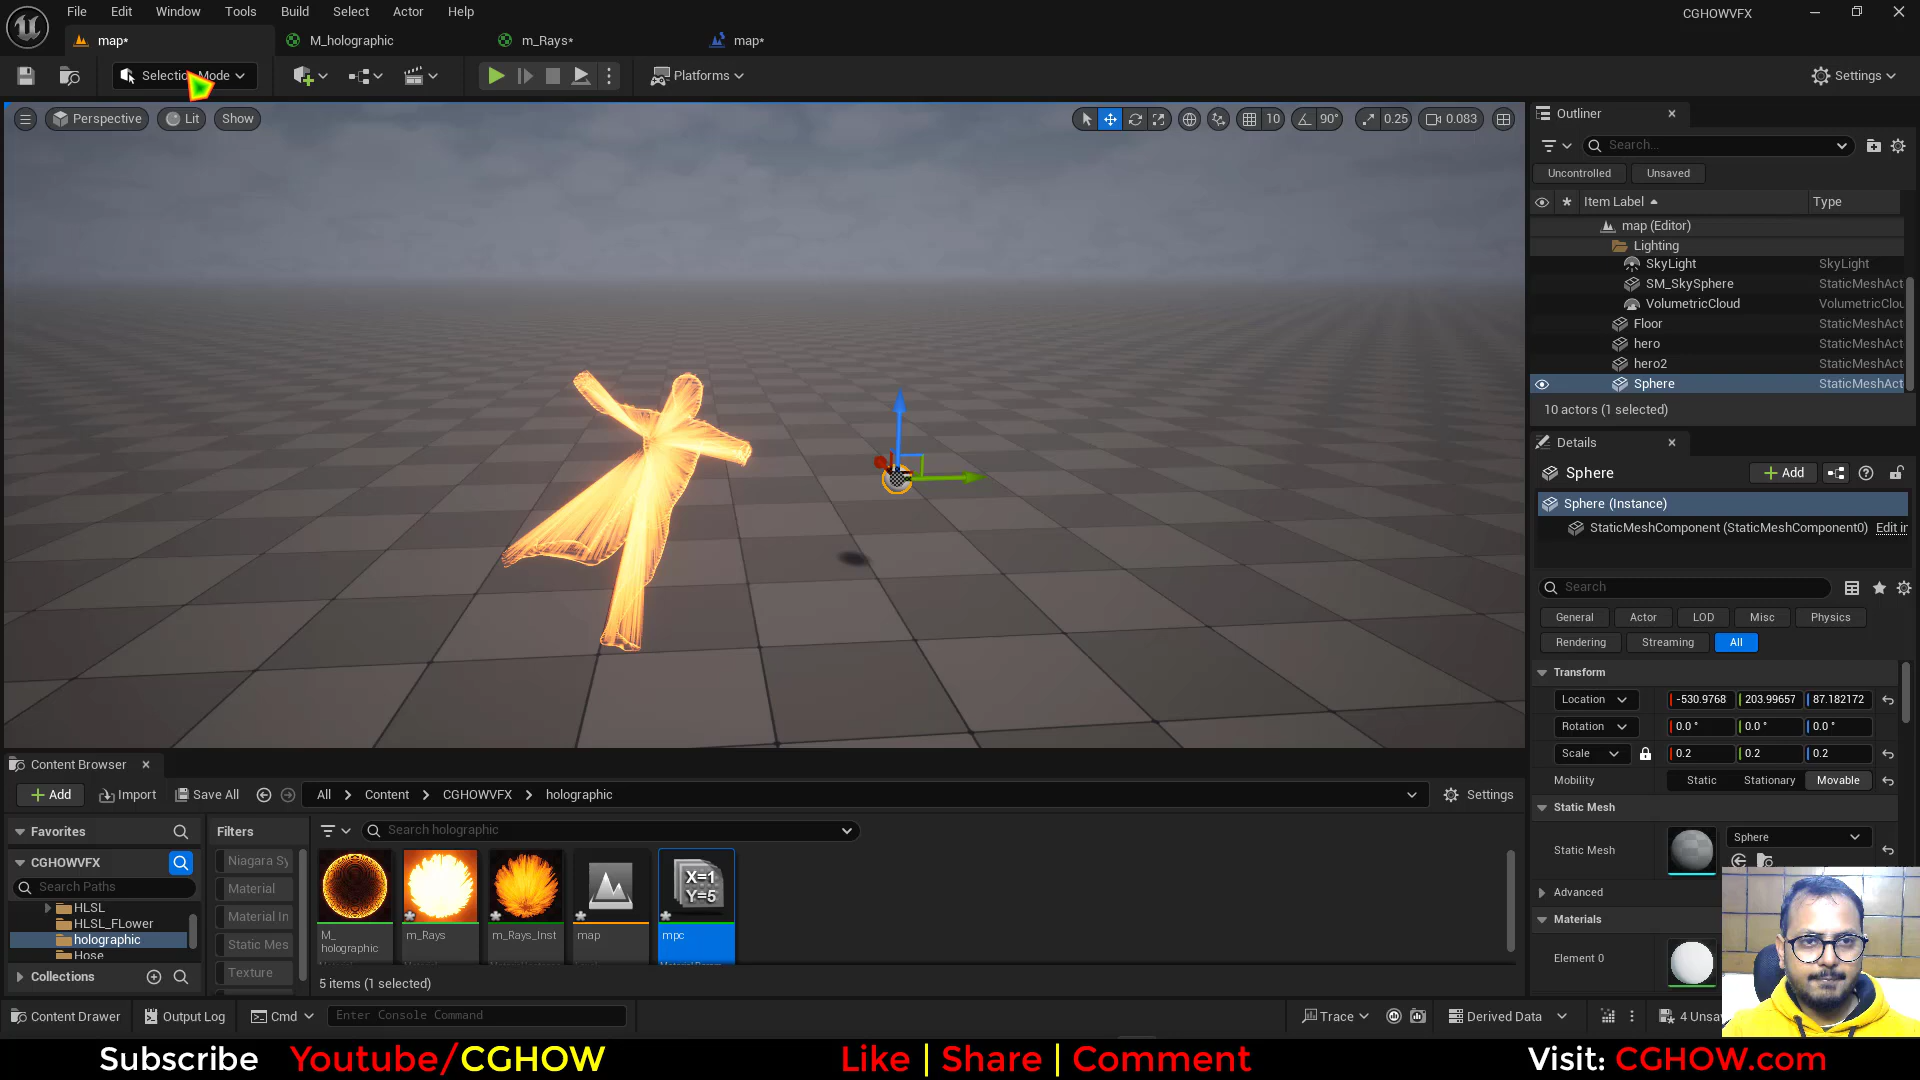 File Edit Window Tools Build Select Actor Help
CGHOWVFX
map* M_holographic m_Rays* map*
Selection Mode Platforms Settings
Perspective Lit Show 10 90° 0.25 0.083
Outliner
Search...
Uncontrolled Unsaved
Item Label Type
map (Editor)
Lighting
SkyLight SkyLight
SM_SkySphere StaticMeshAct
VolumetricCloud VolumetricClou
Floor StaticMeshAct
hero StaticMeshAct
hero2 StaticMeshAct
Sphere StaticMeshAct
10 actors (1 selected)
Details
Sphere Add
Sphere (Instance)
StaticMeshComponent (StaticMeshComponent0) Edit in
Search
General Actor LOD Misc Physics
Rendering Streaming All
Transform
Location -530.9768 203.99657 87.182172
Rotation 0.0 ° 0.0 ° 0.0 °
Scale 0.2 0.2 0.2
Mobility Static Stationary Movable
Static Mesh
Static Mesh Sphere
Advanced
Materials
Element 0
Content Browser
Add Import Save All All Content CGHOWVFX holographic Settings
Favorites
CGHOWVFX
Search Paths
HLSL
HLSL_FLower
holographic
Hose
Collections
Filters
Niagara Sy
Material
Material In
Static Mes
Texture
Search holographic
X=1
Y=5
M_
holographic
m_Rays
m_Rays_Inst
map
mpc
5 items (1 selected)
Content Drawer Output Log Cmd Enter Console Command Trace Derived Data 4 Unsa
Subscribe Youtube/CGHOW Like | Share | Comment Visit: CGHOW.com